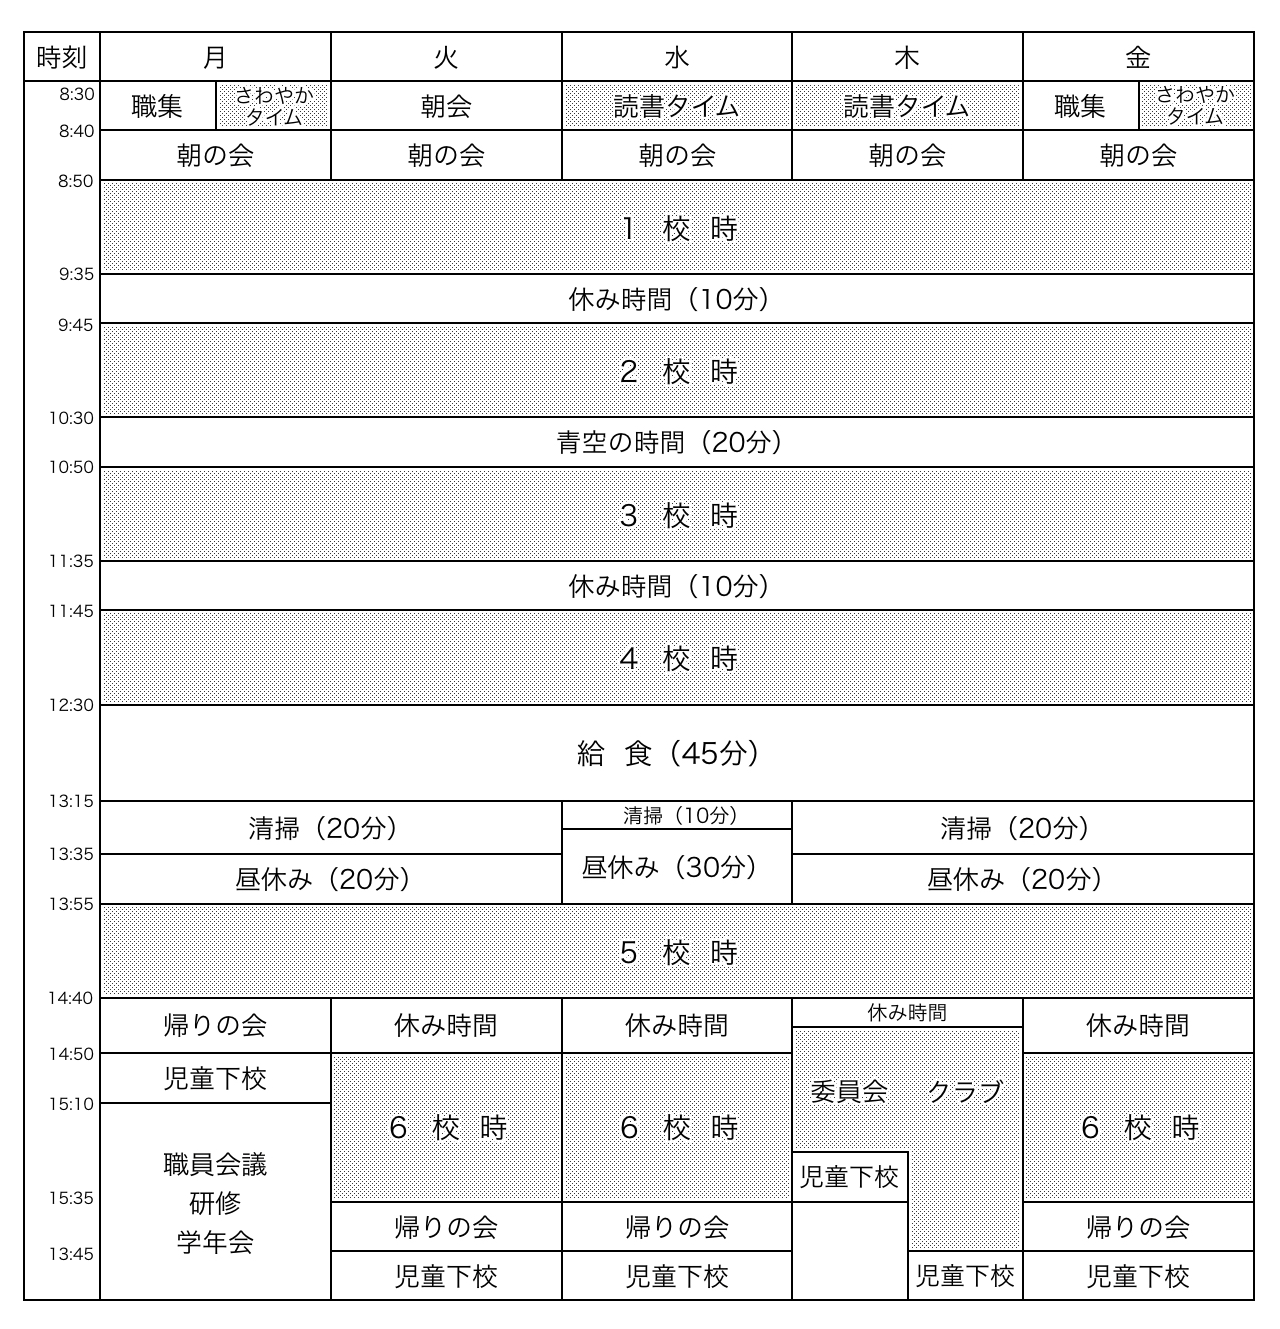 時刻 月 火 水 木 金
8:30
職集 さわやか 朝会 読書タイム 読書タイム 職集 さわやか
タイム タイム
8:40
朝の会 朝の会 朝の会 朝の会 朝の会
8:50
1 校 時
9:35
休み時間（10分）
9:45
2 校 時
10:30
青空の時間（20分）
10:50
3 校 時
11:35
休み時間（10分）
11:45
4 校 時
12:30
給 食（45分）
13:15
清掃（20分） 清掃（10分） 清掃（20分）
13:35
昼休み（20分） 昼休み（30分） 昼休み（20分）
13:55
5 校 時
14:40
帰りの会 休み時間 休み時間 休み時間 休み時間
14:50
児童下校 委員会 クラブ
15:10
6 校 時 6 校 時 6 校 時
職員会議 児童下校
15:35
研修
帰りの会 帰りの会 帰りの会
学年会
13:45
児童下校 児童下校 児童下校 児童下校